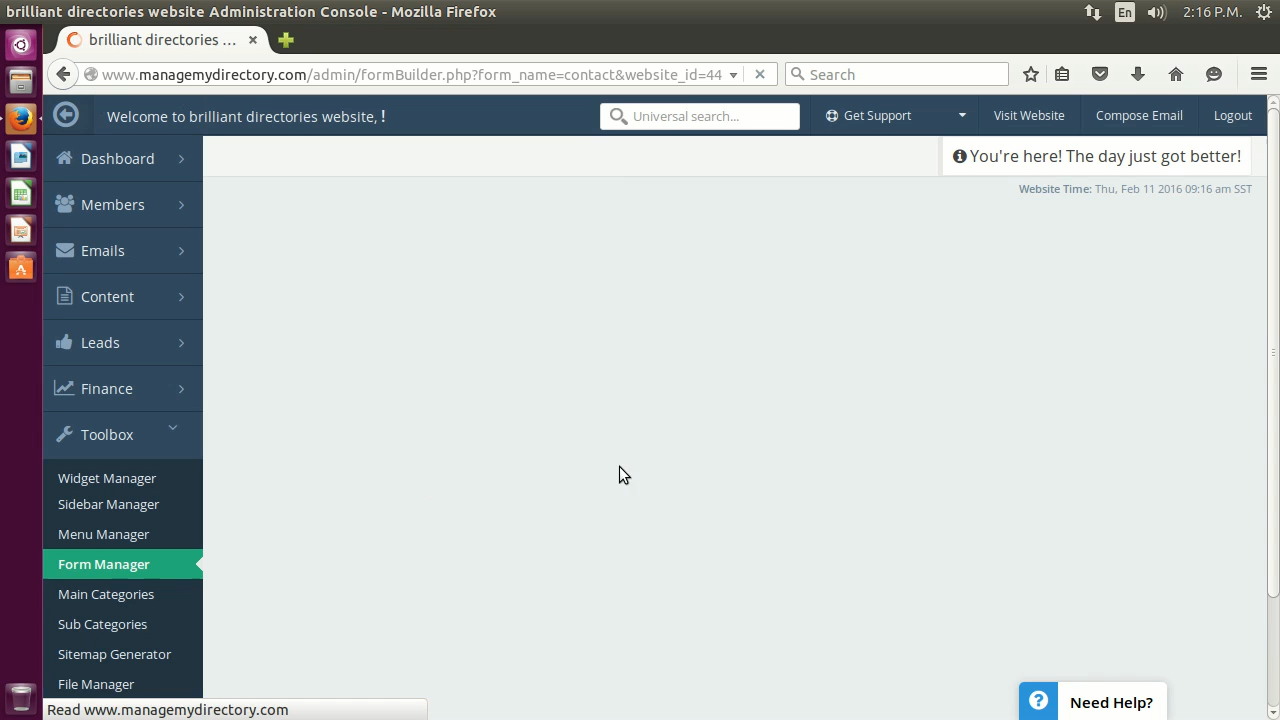 brilliant directories website Administration Console - Mozilla Firefox
En
2:16 P.M.
brilliant directories ...
www.managemydirectory.com/admin/formBuilder.php?form_name=contact&website_id=44
Search
Welcome to brilliant directories website, !
Universal search...
Get Support
Visit Website
Compose Email
Logout
Dashboard
You're here! The day just got better!
Website Time: Thu, Feb 11 2016 09:16 am SST
Members
Emails
Content
Leads
Finance
Toolbox
Widget Manager
Sidebar Manager
Menu Manager
Form Manager
Main Categories
Sub Categories
Sitemap Generator
File Manager
Need Help?
Read www.managemydirectory.com